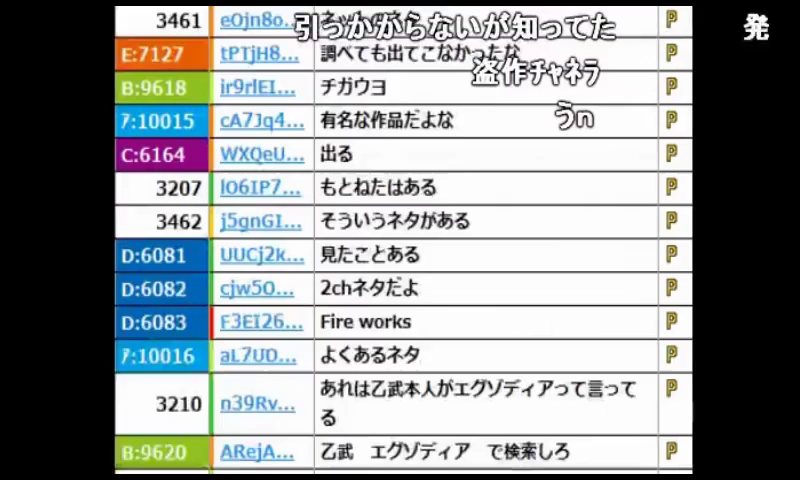 3461 eOjn8o... P
引っかからないが知ってた
発
E:7127 tPTjH8... 調べても出てこなかったな P
盗作チャネラ
B:9618 ir9rlEI... チガウヨ P
ｱ:10015 cA7Jq4... 有名な作品だよな P
うn
C:6164 WXQeU... 出る P
3207 lO6IP7... もとねたはある P
3462 j5gnGI... そういうネタがある P
D:6081 UUCj2k... 見たことある P
D:6082 cjw5O... 2chネタだよ P
D:6083 F3EI26... Fire works P
ｱ:10016 aL7UD... よくあるネタ P
3210 n39Rv... あれは乙武本人がエグゾディアって言って P
る
B:9620 ARejA... 乙武 エグゾディア で検索しろ P